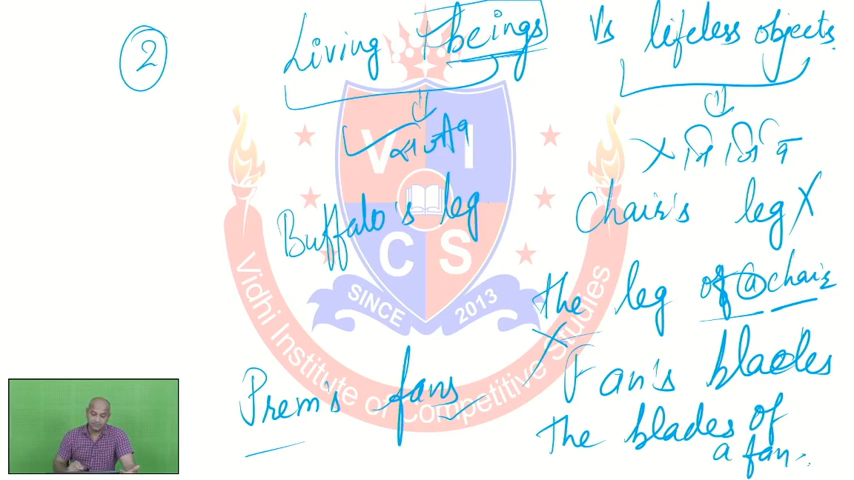 2
Living beings Vs lifeless objects
सजीव
निर्जीव
Buffalo's leg
Chair's leg X
the leg of a chair
Prem's fans
X Fan's blades
The blades of
a fan.
V I
C S
SINCE 2013
Vidhi Institute of Competitive Studies